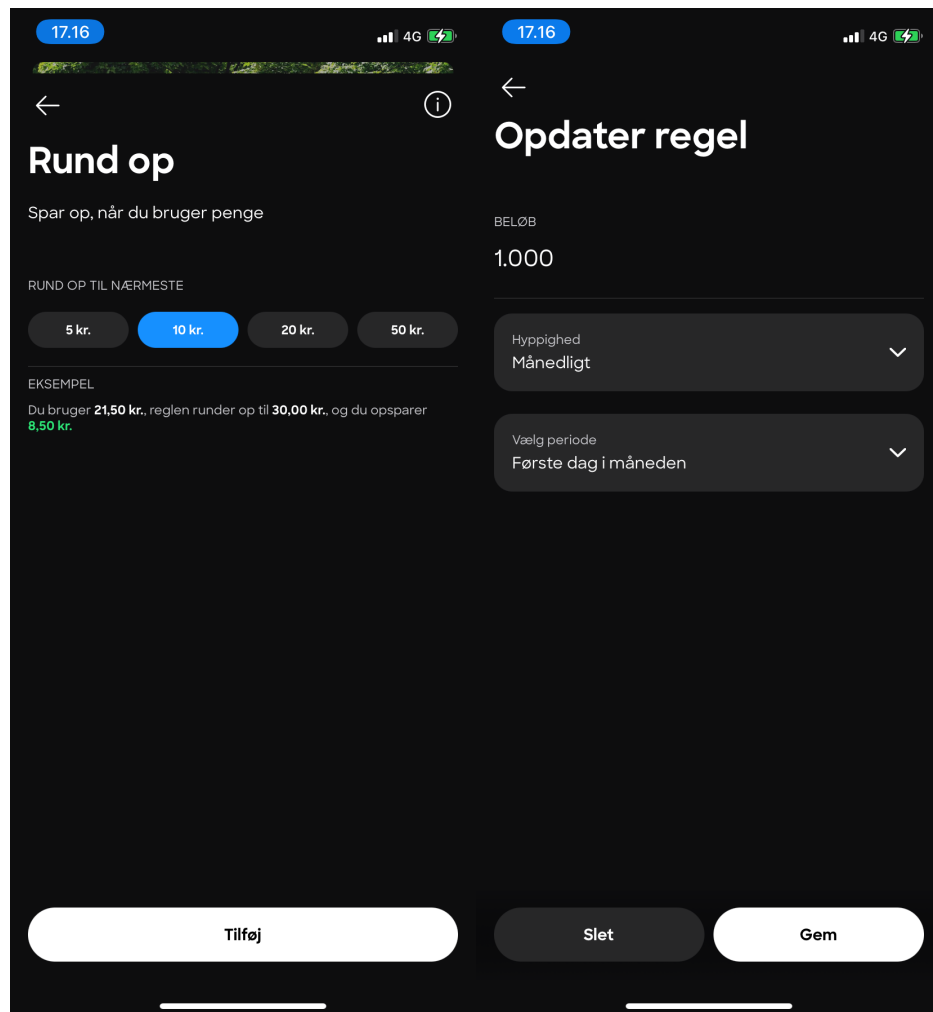 17.16
4G
Rund op
Spar op, når du bruger penge
RUND OP TIL NÆRMESTE
5 kr.
10 kr.
20 kr.
50 kr.
EKSEMPEL
Du bruger 21,50 kr., reglen runder op til 30,00 kr., og du opsparer
8,50 kr.
Tilføj
17.16
4G
Opdater regel
BELØB
1.000
Hyppighed
Månedligt
Vælg periode
Første dag i måneden
Slet
Gem